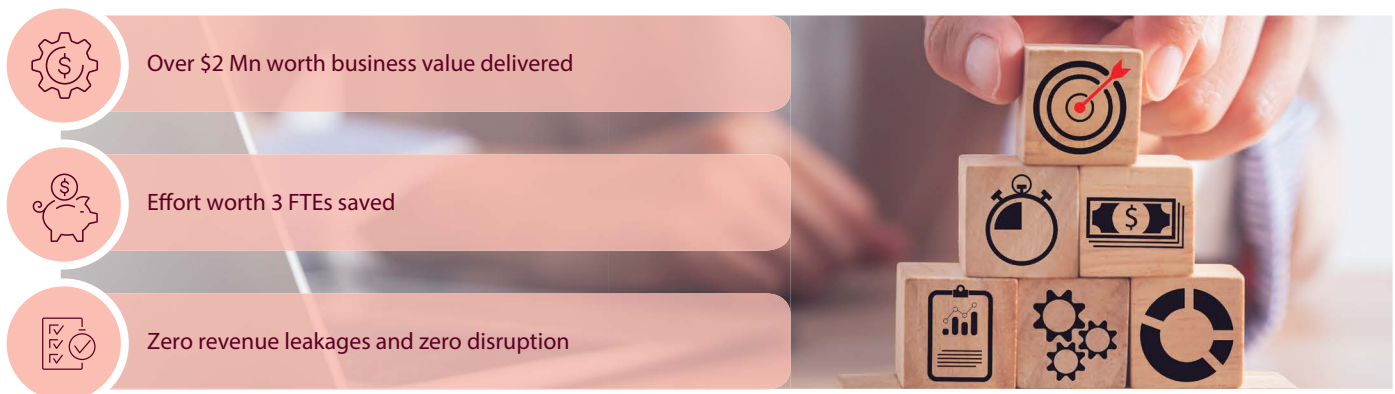 Over $2 Mn worth business value delivered
Effort worth 3 FTEs saved
Zero revenue leakages and zero disruption